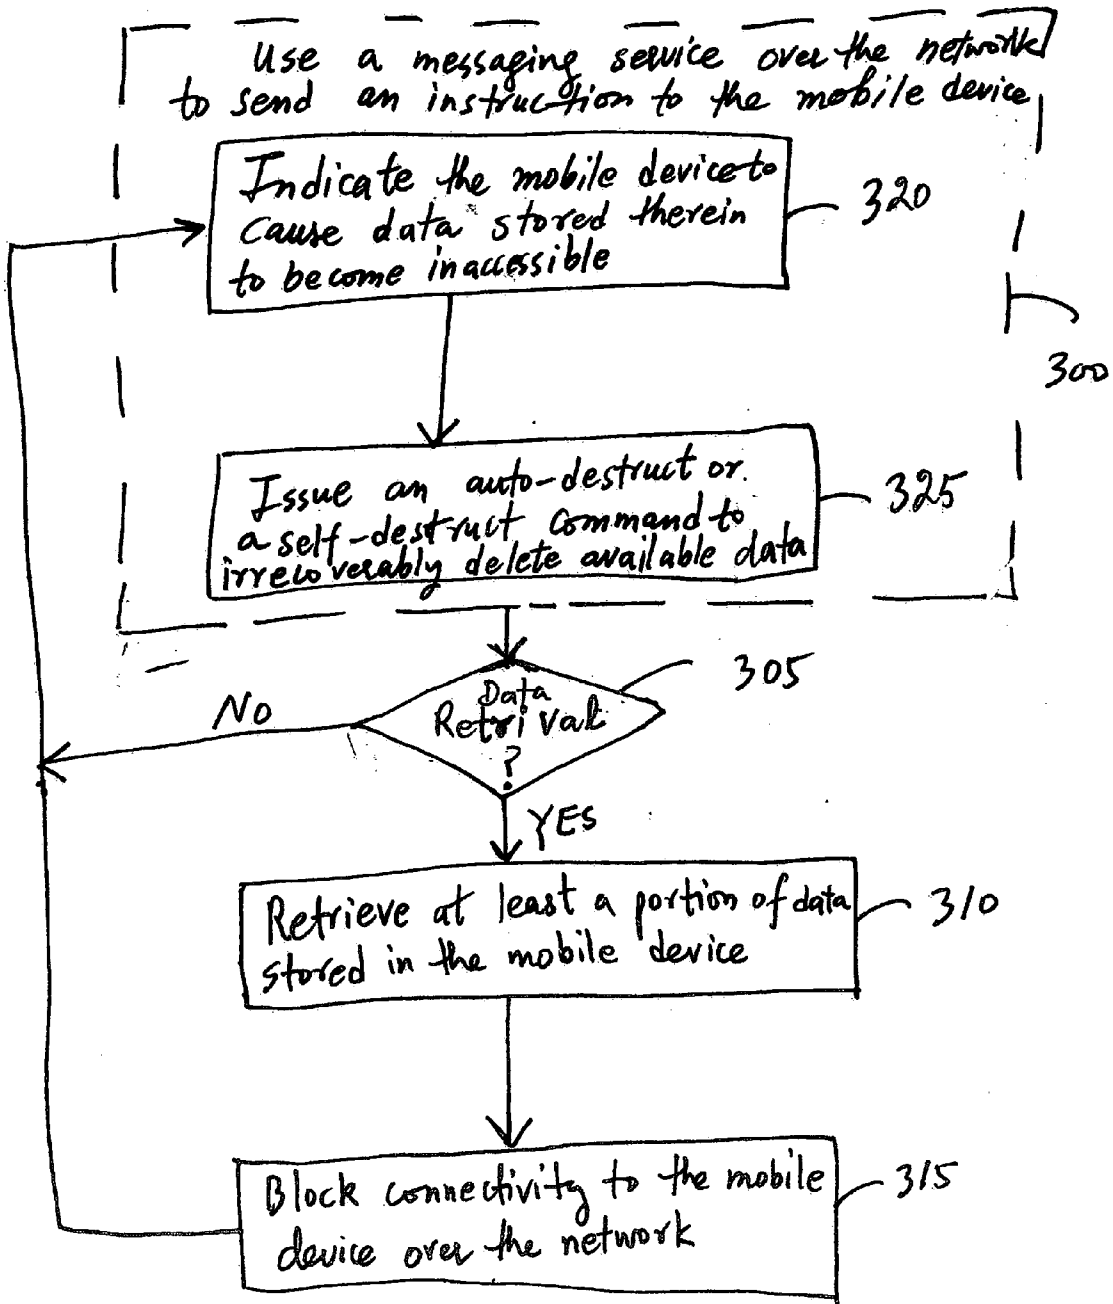 Use a messaging service over the network
to send an instruction to the mobile device
Indicate the mobile device to
cause data stored therein
to become inaccessible
320
300
Issue an auto-destruct or
a self-destruct command to
irrecoverably delete available data
325
Data
Retrival
?
305
No
YES
Retrieve at least a portion of data
stored in the mobile device
310
Block connectivity to the mobile
device over the network
315